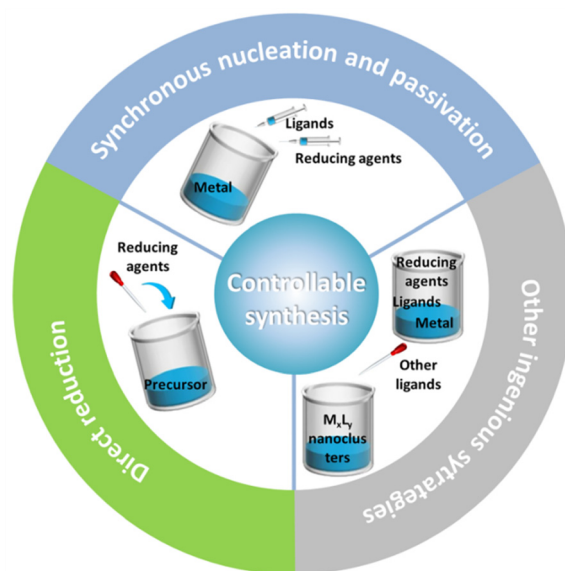 Synchronous nucleation and passivation
Ligands
Reducing agents
Metal
Controllable
synthesis
Direct reduction
Reducing
agents
Precursor
Other ingenious sytrategies
Reducing
agents
Ligands
Metal
Other
ligands
MxLy
nanoclus
ters